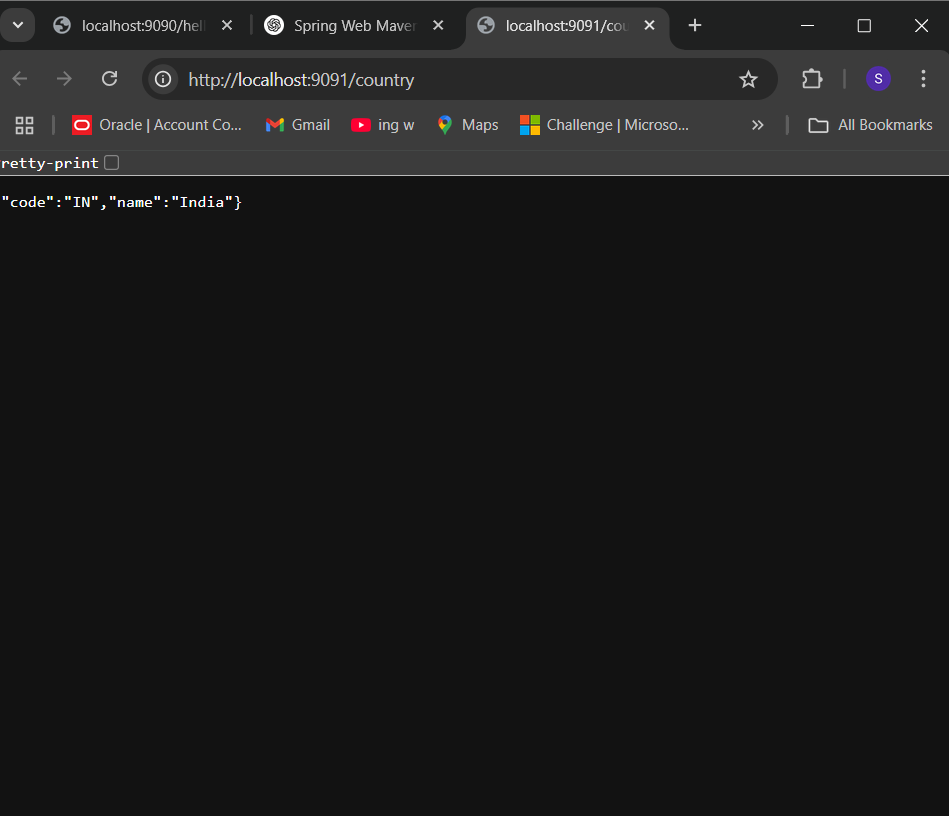 localhost:9090/hel
Spring Web Maven
localhost:9091/cou
http://localhost:9091/country
S
Oracle | Account Co...
Gmail
ing w
Maps
Challenge | Microso...
All Bookmarks
retty-print
"code":"IN","name":"India"}